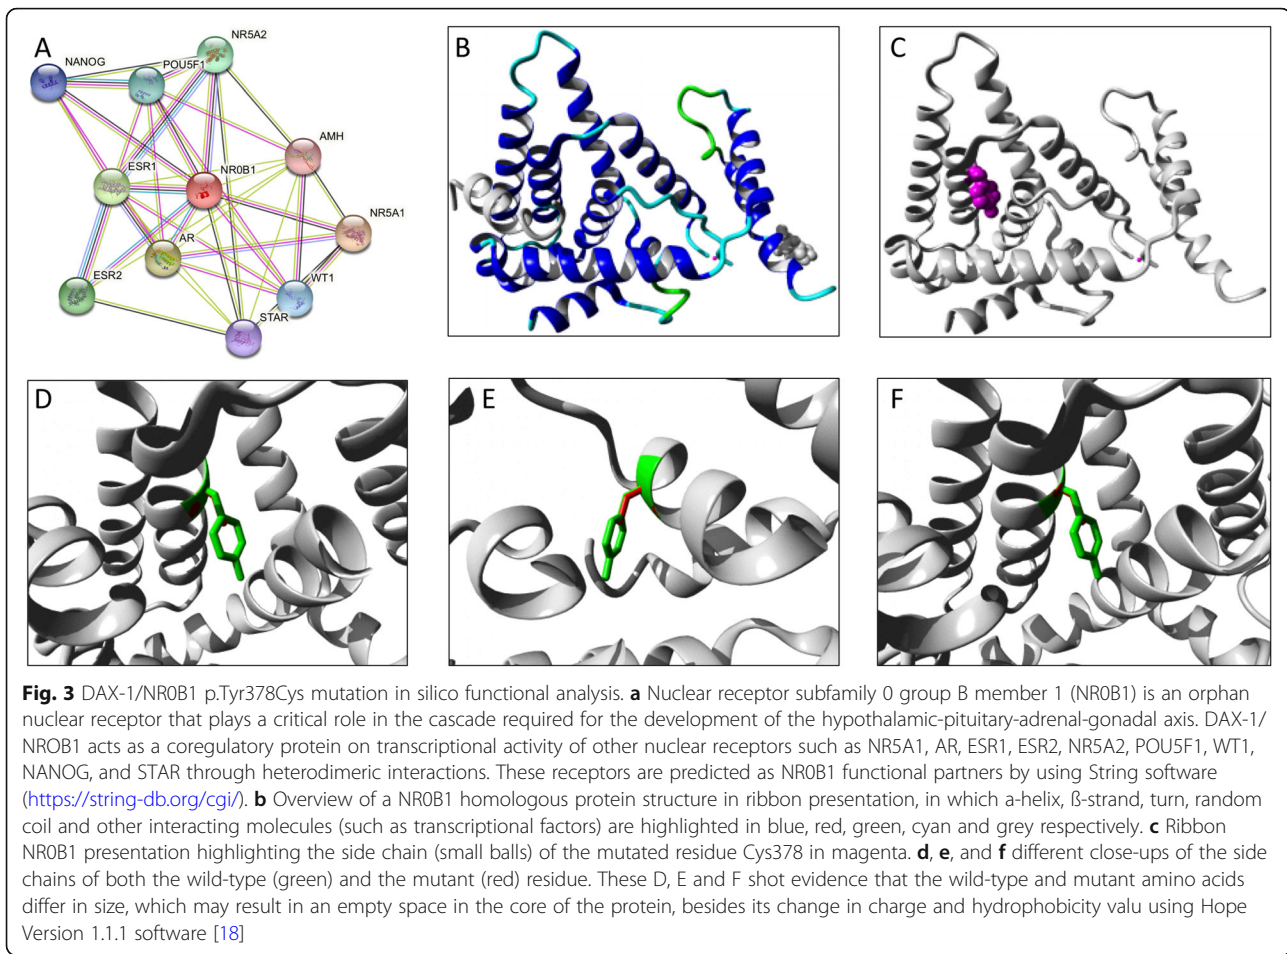 A
NR5A2
NANOG
POU5F1
AMH
ESR1
NR0B1
NR5A1
AR
ESR2
WT1
STAR
B
C
D
E
F
Fig. 3 DAX-1/NR0B1 p.Tyr378Cys mutation in silico functional analysis. a Nuclear receptor subfamily 0 group B member 1 (NR0B1) is an orphan
nuclear receptor that plays a critical role in the cascade required for the development of the hypothalamic-pituitary-adrenal-gonadal axis. DAX-1/
NROB1 acts as a coregulatory protein on transcriptional activity of other nuclear receptors such as NR5A1, AR, ESR1, ESR2, NR5A2, POU5F1, WT1,
NANOG, and STAR through heterodimeric interactions. These receptors are predicted as NR0B1 functional partners by using String software
(https://string-db.org/cgi/). b Overview of a NR0B1 homologous protein structure in ribbon presentation, in which a-helix, ß-strand, turn, random
coil and other interacting molecules (such as transcriptional factors) are highlighted in blue, red, green, cyan and grey respectively. c Ribbon
NR0B1 presentation highlighting the side chain (small balls) of the mutated residue Cys378 in magenta. d, e, and f different close-ups of the side
chains of both the wild-type (green) and the mutant (red) residue. These D, E and F shot evidence that the wild-type and mutant amino acids
differ in size, which may result in an empty space in the core of the protein, besides its change in charge and hydrophobicity valu using Hope
Version 1.1.1 software [18]